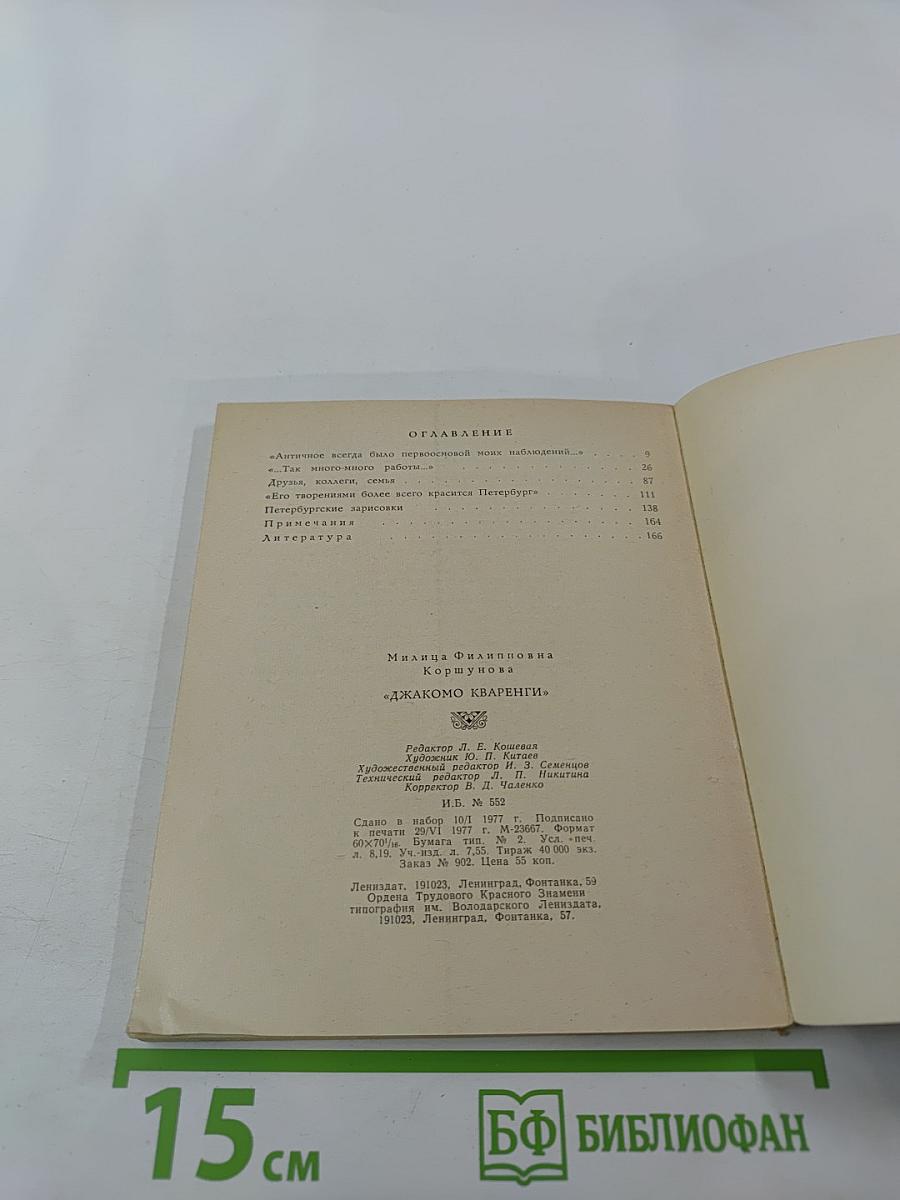 ОГЛАВЛЕНИЕ
«Античное всегда было первоосновой моих наблюдений...» . . . . 9
«...Так много-много работы...» . . . . . . . . . . . . . . 26
Друзья, коллеги, семья . . . . . . . . . . . . . . . . . . 87
«Его творениями более всего красится Петербург» . . . . . . . 111
Петербургские зарисовки . . . . . . . . . . . . . . . . 138
Примечания . . . . . . . . . . . . . . . . . . . 164
Литература . . . . . . . . . . . . . . . . . . . 166
Милица Филипповна
Коршунова
«ДЖАКОМО КВАРЕНГИ»
Редактор Л. Е. Кошевая
Художник Ю. П. Китаев
Художественный редактор И. З. Семенцов
Технический редактор Л. П. Никитина
Корректор В. Д. Чаленко
И.Б. № 552
Сдано в набор 10/I 1977 г. Подписано
к печати 29/VI 1977 г. М-23667. Формат
60×70¹/₁₆. Бумага тип. № 2. Усл. печ.
л. 8,19. Уч.-изд. л. 7,55. Тираж 40 000 экз.
Заказ № 902. Цена 55 коп.
Лениздат, 191023, Ленинград, Фонтанка, 59
Ордена Трудового Красного Знамени
типография им. Володарского Лениздата,
191023, Ленинград, Фонтанка, 57.
15 см
БФ БИБЛИОФАН